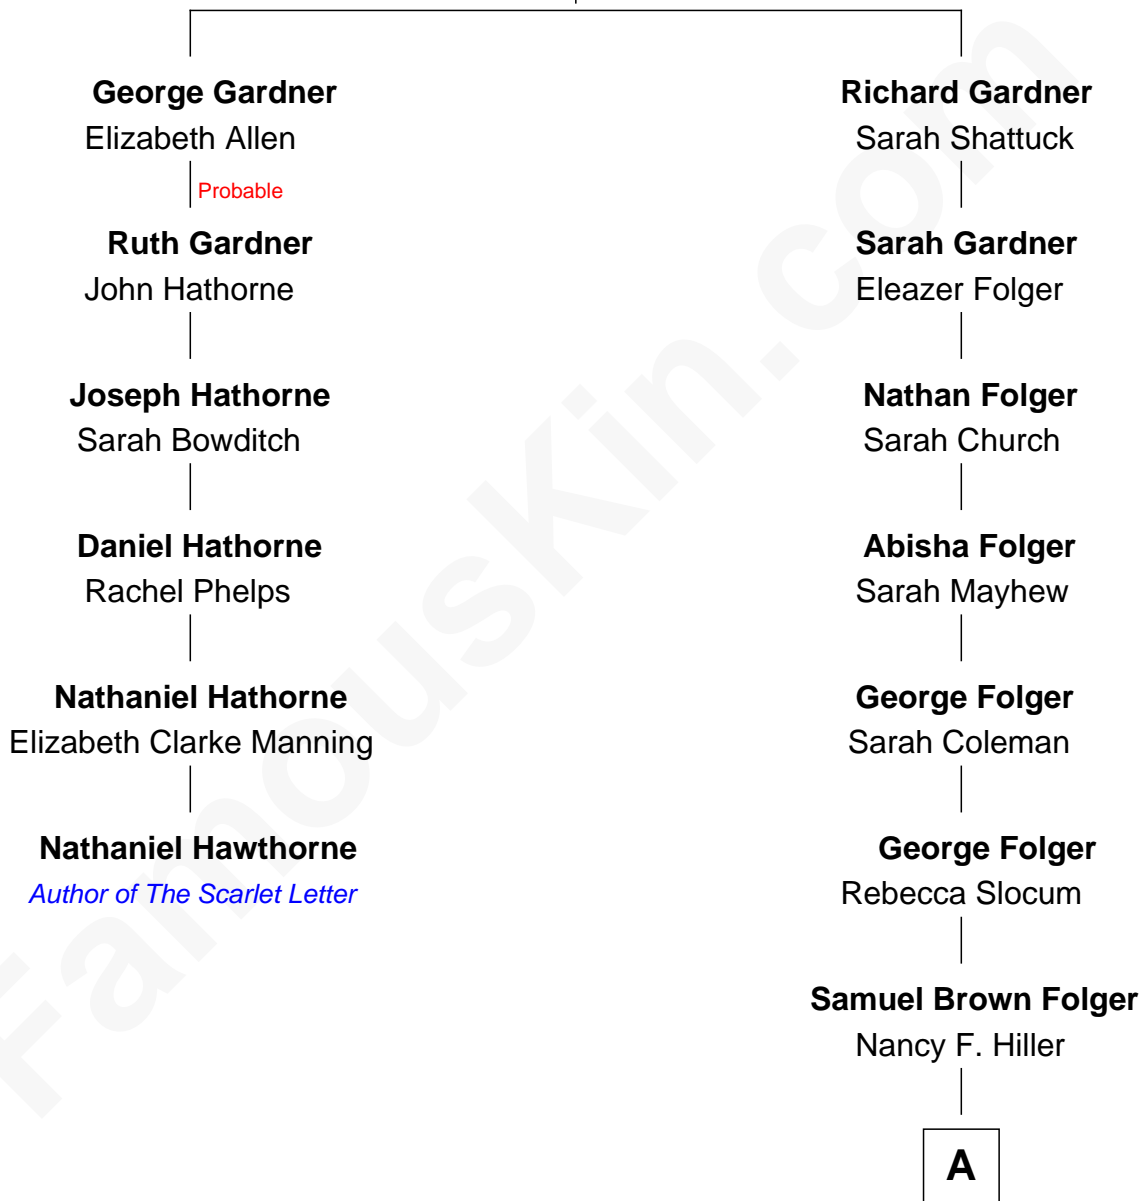 George Gardner
Elizabeth Allen
Probable
Ruth Gardner
John Hathorne
Joseph Hathorne
Sarah Bowditch
Daniel Hathorne
Rachel Phelps
Nathaniel Hathorne
Elizabeth Clarke Manning
Nathaniel Hawthorne
Author of The Scarlet Letter
Richard Gardner
Sarah Shattuck
Sarah Gardner
Eleazer Folger
Nathan Folger
Sarah Church
Abisha Folger
Sarah Mayhew
George Folger
Sarah Coleman
George Folger
Rebecca Slocum
Samuel Brown Folger
Nancy F. Hiller
A
FamousKin.com